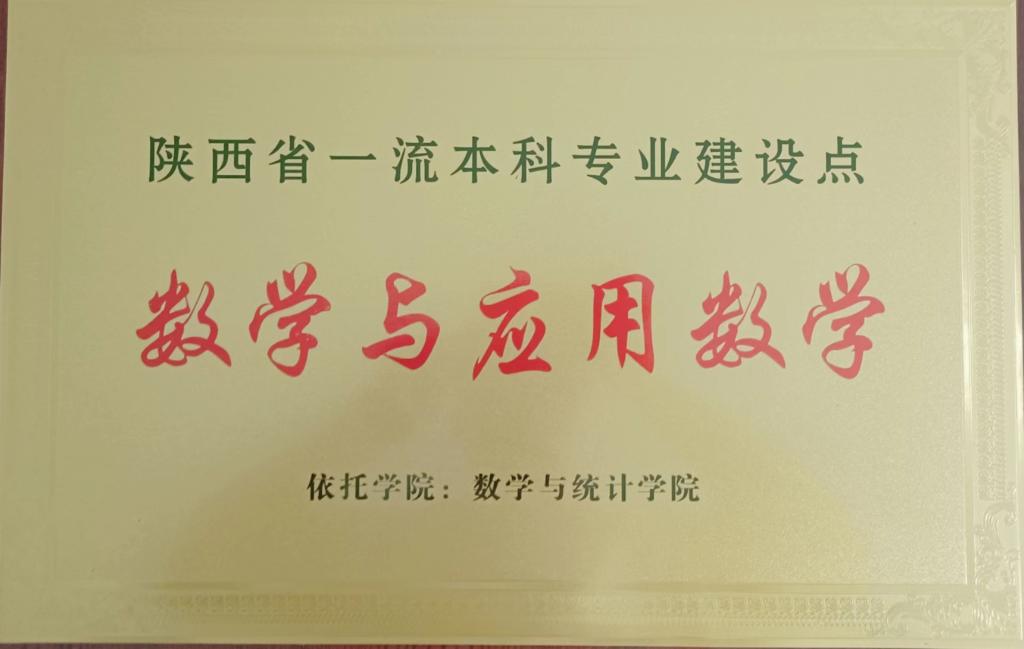 陕西省一流本科专业建设点
数学与应用数学
依托学院：数学与统计学院